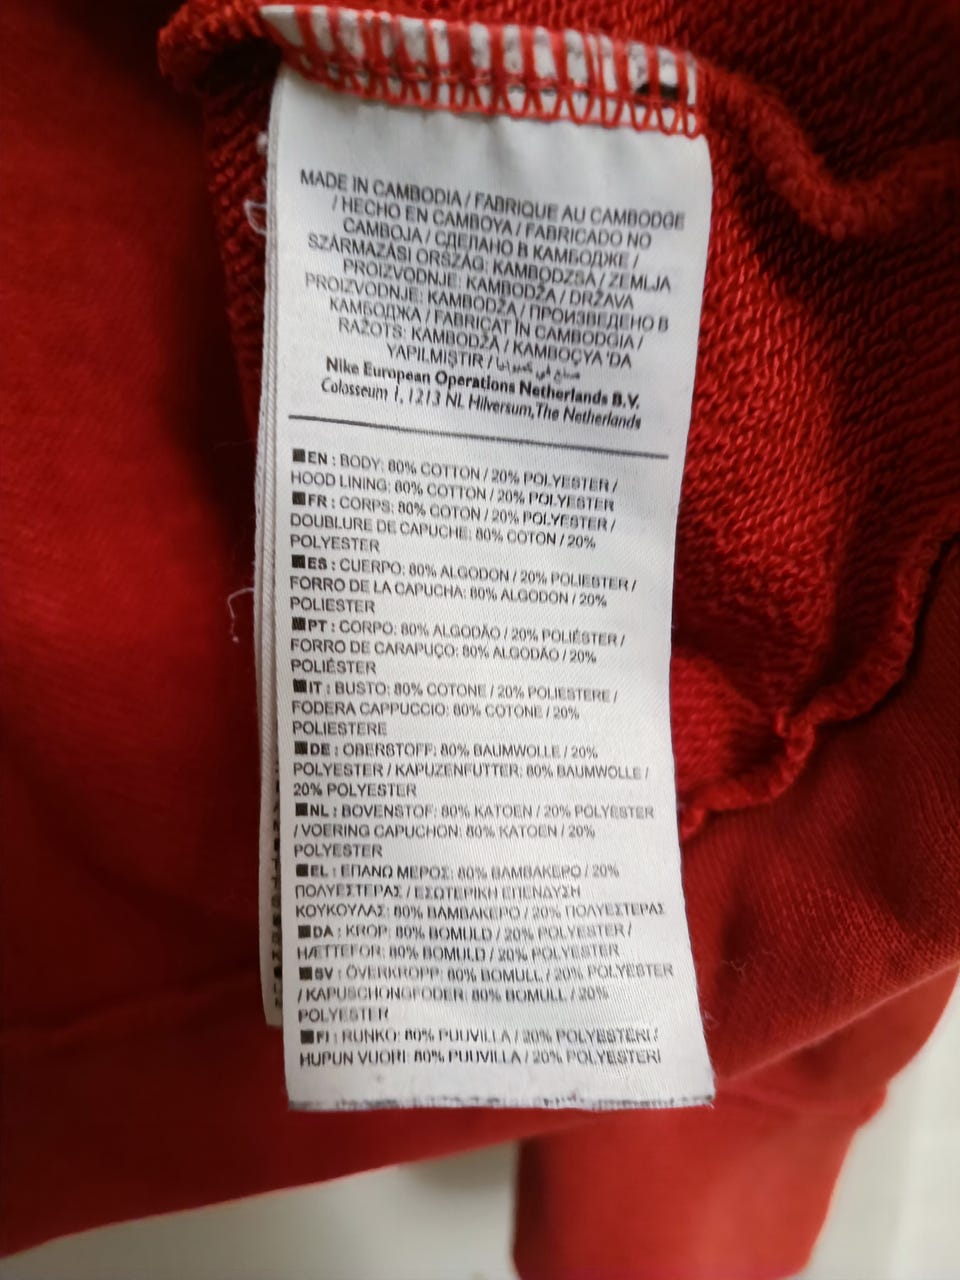 MADE IN CAMBODIA / FABRIQUE AU CAMBODGE
/ HECHO EN CAMBOYA / FABRICADO NO
CAMBOJA / СДЕЛАНО В КАМБОДЖЕ /
SZÁRMAZÁSI ORSZÁG: KAMBODZSA / ZEMLJA
PROIZVODNJE: KAMBODŽA / DRŽAVA
PROIZVODNJE: KAMBODŽA / ПРОИЗВЕДЕНО В
КАМБОДЖА / FABRICAT ÎN CAMBODGIA /
RAŽOTS: KAMBODŽA / KAMBOÇYA 'DA
YAPILMIŞTIR / صنع في كمبوديا
Nike European Operations Netherlands B.V.
Colosseum 1, 1213 NL Hilversum, The Netherlands
EN : BODY: 80% COTTON / 20% POLYESTER /
HOOD LINING: 80% COTTON / 20% POLYESTER
FR : CORPS: 80% COTON / 20% POLYESTER /
DOUBLURE DE CAPUCHE: 80% COTON / 20%
POLYESTER
ES : CUERPO: 80% ALGODON / 20% POLIESTER /
FORRO DE LA CAPUCHA: 80% ALGODON / 20%
POLIESTER
PT : CORPO: 80% ALGODÃO / 20% POLIÉSTER /
FORRO DE CARAPUÇO: 80% ALGODÃO / 20%
POLIÉSTER
IT : BUSTO: 80% COTONE / 20% POLIESTERE /
FODERA CAPPUCCIO: 80% COTONE / 20%
POLIESTERE
DE : OBERSTOFF: 80% BAUMWOLLE / 20%
POLYESTER / KAPUZENFUTTER: 80% BAUMWOLLE /
20% POLYESTER
NL : BOVENSTOF: 80% KATOEN / 20% POLYESTER
/ VOERING CAPUCHON: 80% KATOEN / 20%
POLYESTER
EL : ΕΠΑΝΩ ΜΕΡΟΣ: 80% ΒΑΜΒΑΚΕΡΟ / 20%
ΠΟΛΥΕΣΤΕΡΑΣ / ΕΣΩΤΕΡΙΚΗ ΕΠΕΝΔΥΣΗ
ΚΟΥΚΟΥΛΑΣ: 80% ΒΑΜΒΑΚΕΡΟ / 20% ΠΟΛΥΕΣΤΕΡΑΣ
DA : KROP: 80% BOMULD / 20% POLYESTER /
HÆTTEFOR: 80% BOMULD / 20% POLYESTER
SV : ÖVERKROPP: 80% BOMULL / 20% POLYESTER
/ KAPUSCHONGFODER: 80% BOMULL / 20%
POLYESTER
FI : RUNKO: 80% PUUVILLA / 20% POLYESTERI /
HUPUN VUORI: 80% PUUVILLA / 20% POLYESTERI